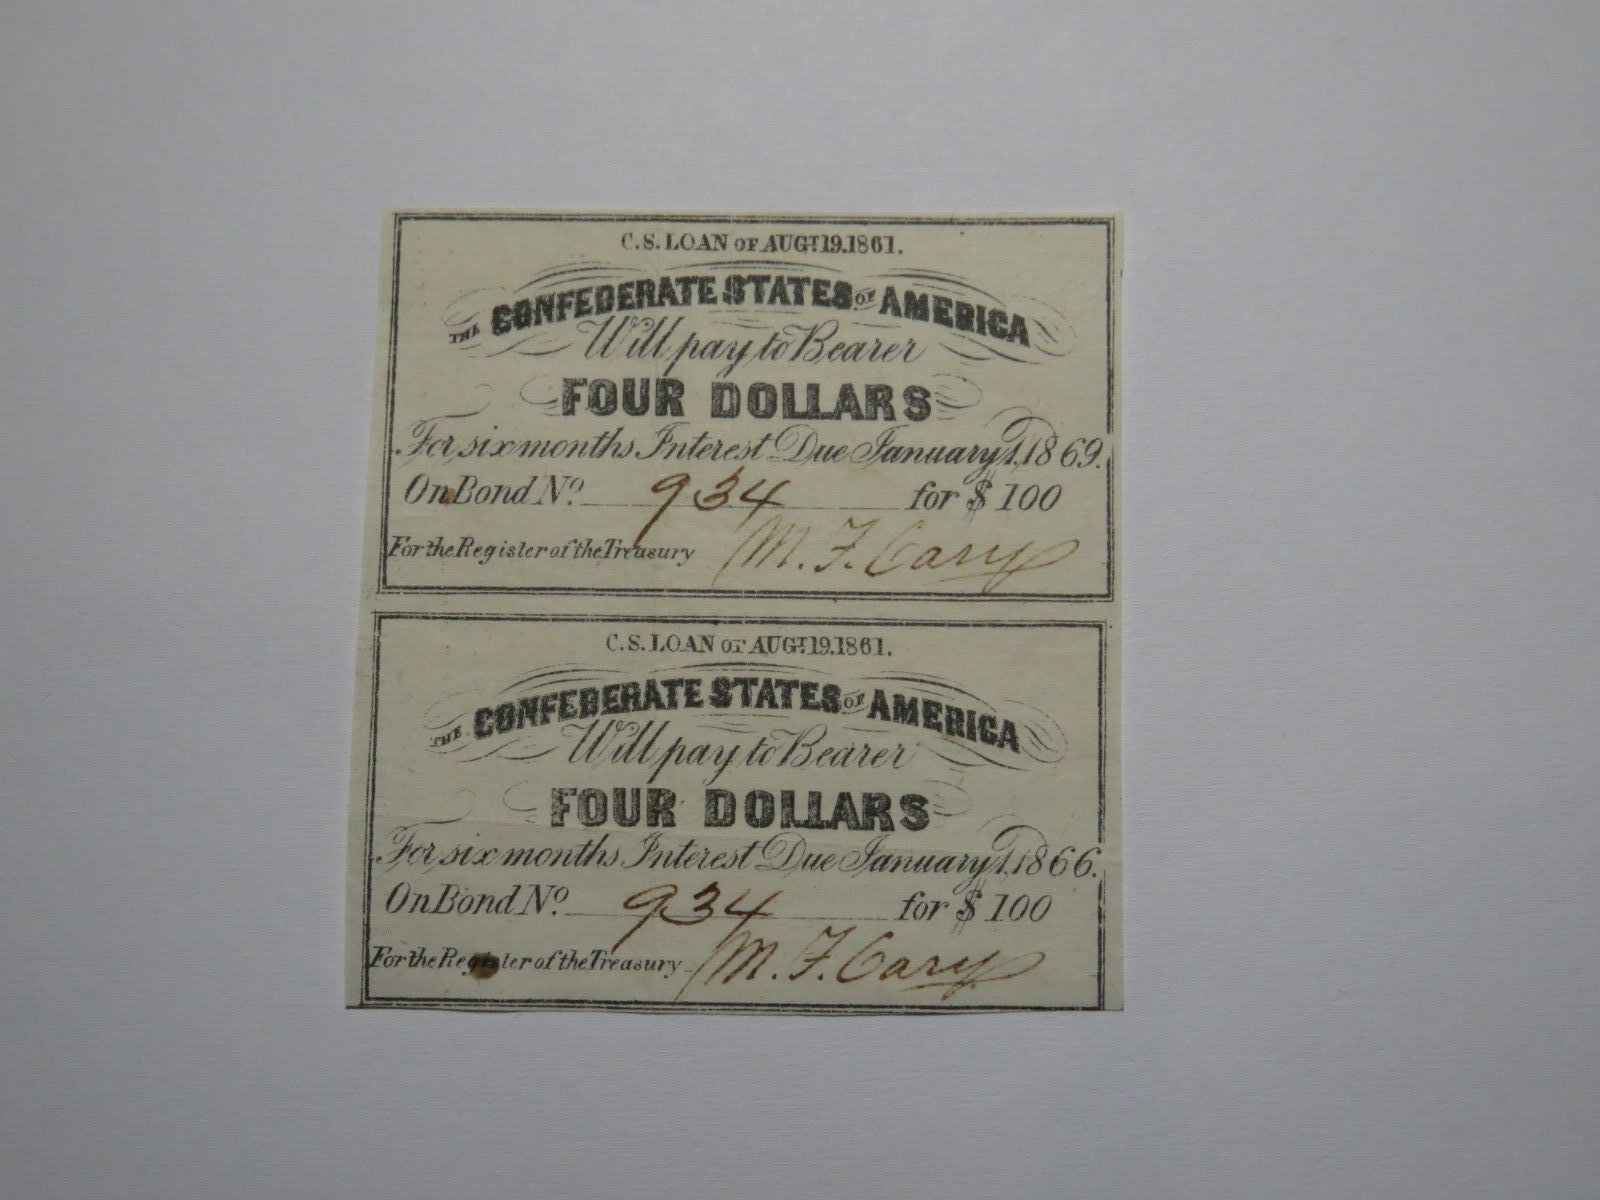 C.S. LOAN OF AUGT. 19. 1861.
THE CONFEDERATE STATES OF AMERICA
Will pay to Bearer
FOUR DOLLARS
For six months Interest Due January 1, 1869.
On Bond No. 934 for $ 100
For the Register of the Treasury M. F. Cary
C.S. LOAN OF AUGT. 19. 1861.
THE CONFEDERATE STATES OF AMERICA
Will pay to Bearer
FOUR DOLLARS
For six months Interest Due January 1, 1866.
On Bond No. 934 for $ 100
For the Register of the Treasury M. F. Cary